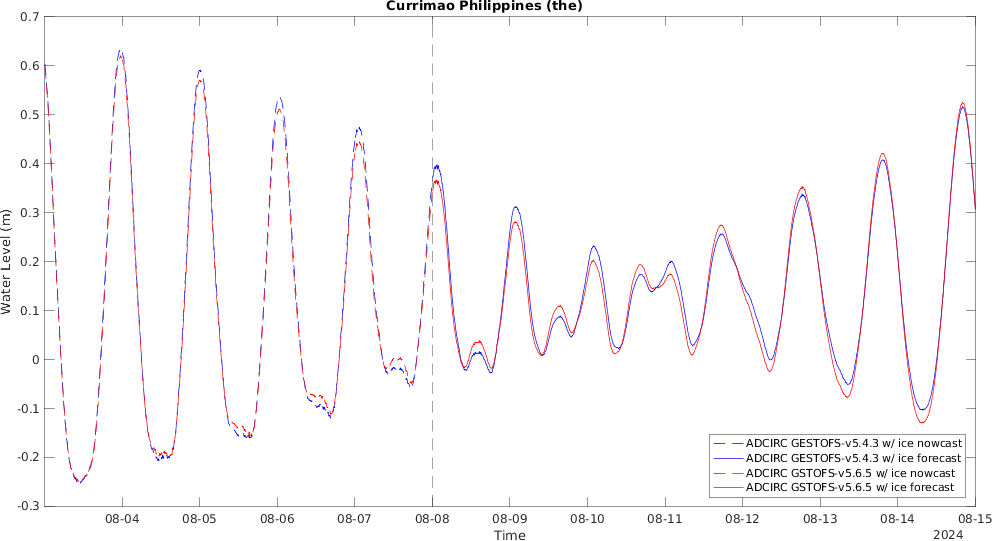 Currimao Philippines (the)
Water Level (m)
0.7
0.6
0.5
0.4
0.3
0.2
0.1
0
-0.1
-0.2
-0.3
ADCIRC GESTOFS-v5.4.3 w/ ice nowcast
ADCIRC GESTOFS-v5.4.3 w/ ice forecast
ADCIRC GSTOFS-v5.6.5 w/ ice nowcast
ADCIRC GSTOFS-v5.6.5 w/ ice forecast
08-04 08-05 08-06 08-07 08-08 08-09 08-10 08-11 08-12 08-13 08-14 08-15
Time
2024